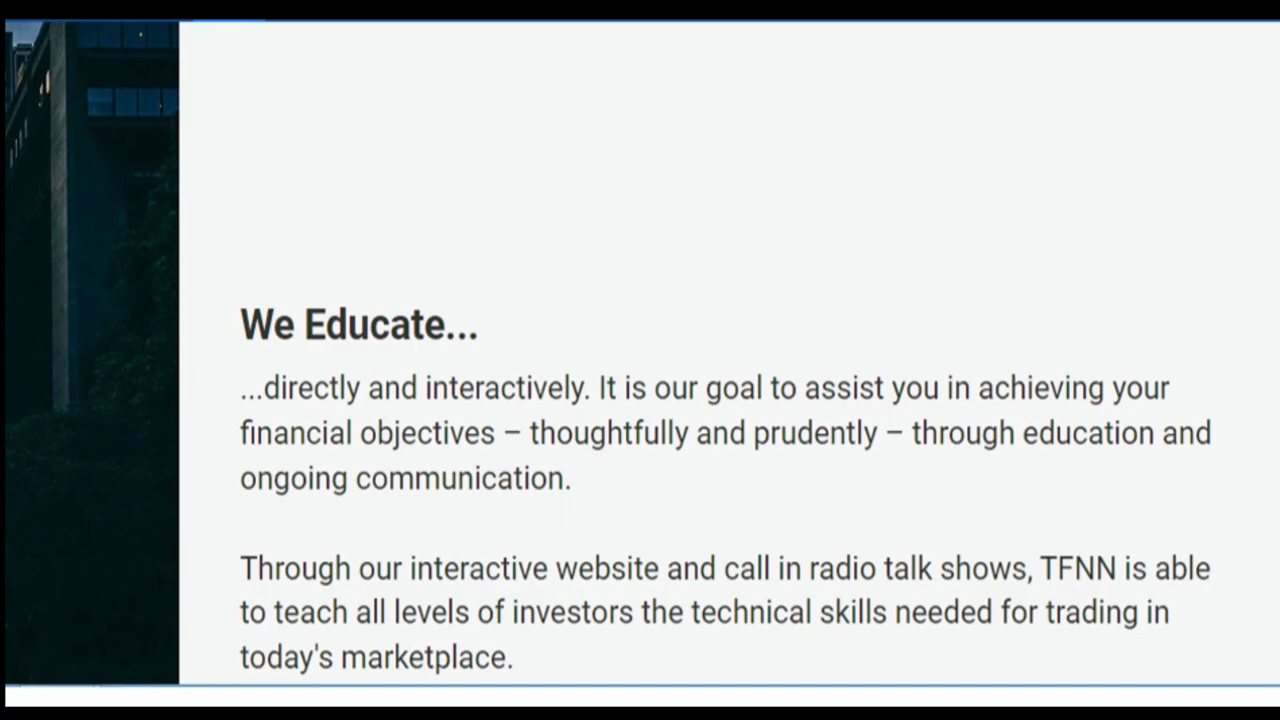 We Educate...
...directly and interactively. It is our goal to assist you in achieving your
financial objectives – thoughtfully and prudently – through education and
ongoing communication.
Through our interactive website and call in radio talk shows, TFNN is able
to teach all levels of investors the technical skills needed for trading in
today's marketplace.